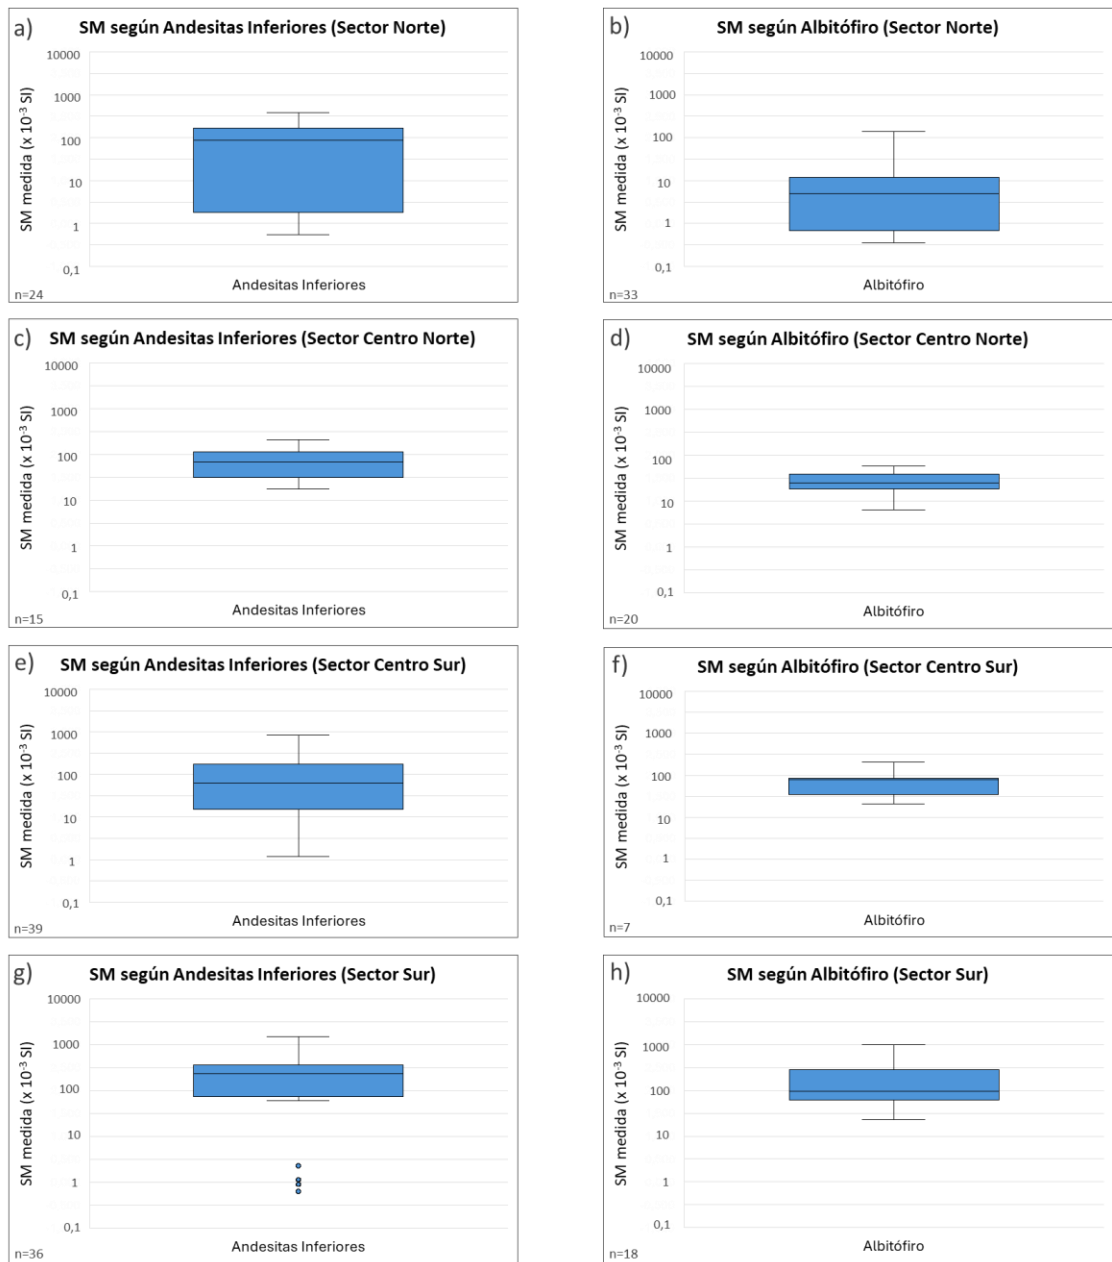 a) SM según Andesitas Inferiores (Sector Norte)
SM medida (x 10⁻³ SI)
10000
1000
100
10
1
0,1
Andesitas Inferiores
n=24
b) SM según Albitófiro (Sector Norte)
SM medida (x 10⁻³ SI)
10000
1000
100
10
1
0,1
Albitófiro
n=33
c) SM según Andesitas Inferiores (Sector Centro Norte)
SM medida (x 10⁻³ SI)
10000
1000
100
10
1
0,1
Andesitas Inferiores
n=15
d) SM según Albitófiro (Sector Centro Norte)
SM medida (x 10⁻³ SI)
10000
1000
100
10
1
0,1
Albitófiro
n=20
e) SM según Andesitas Inferiores (Sector Centro Sur)
SM medida (x 10⁻³ SI)
10000
1000
100
10
1
0,1
Andesitas Inferiores
n=39
f) SM según Albitófiro (Sector Centro Sur)
SM medida (x 10⁻³ SI)
10000
1000
100
10
1
0,1
Albitófiro
n=7
g) SM según Andesitas Inferiores (Sector Sur)
SM medida (x 10⁻³ SI)
10000
1000
100
10
1
0,1
Andesitas Inferiores
n=36
h) SM según Albitófiro (Sector Sur)
SM medida (x 10⁻³ SI)
10000
1000
100
10
1
0,1
Albitófiro
n=18